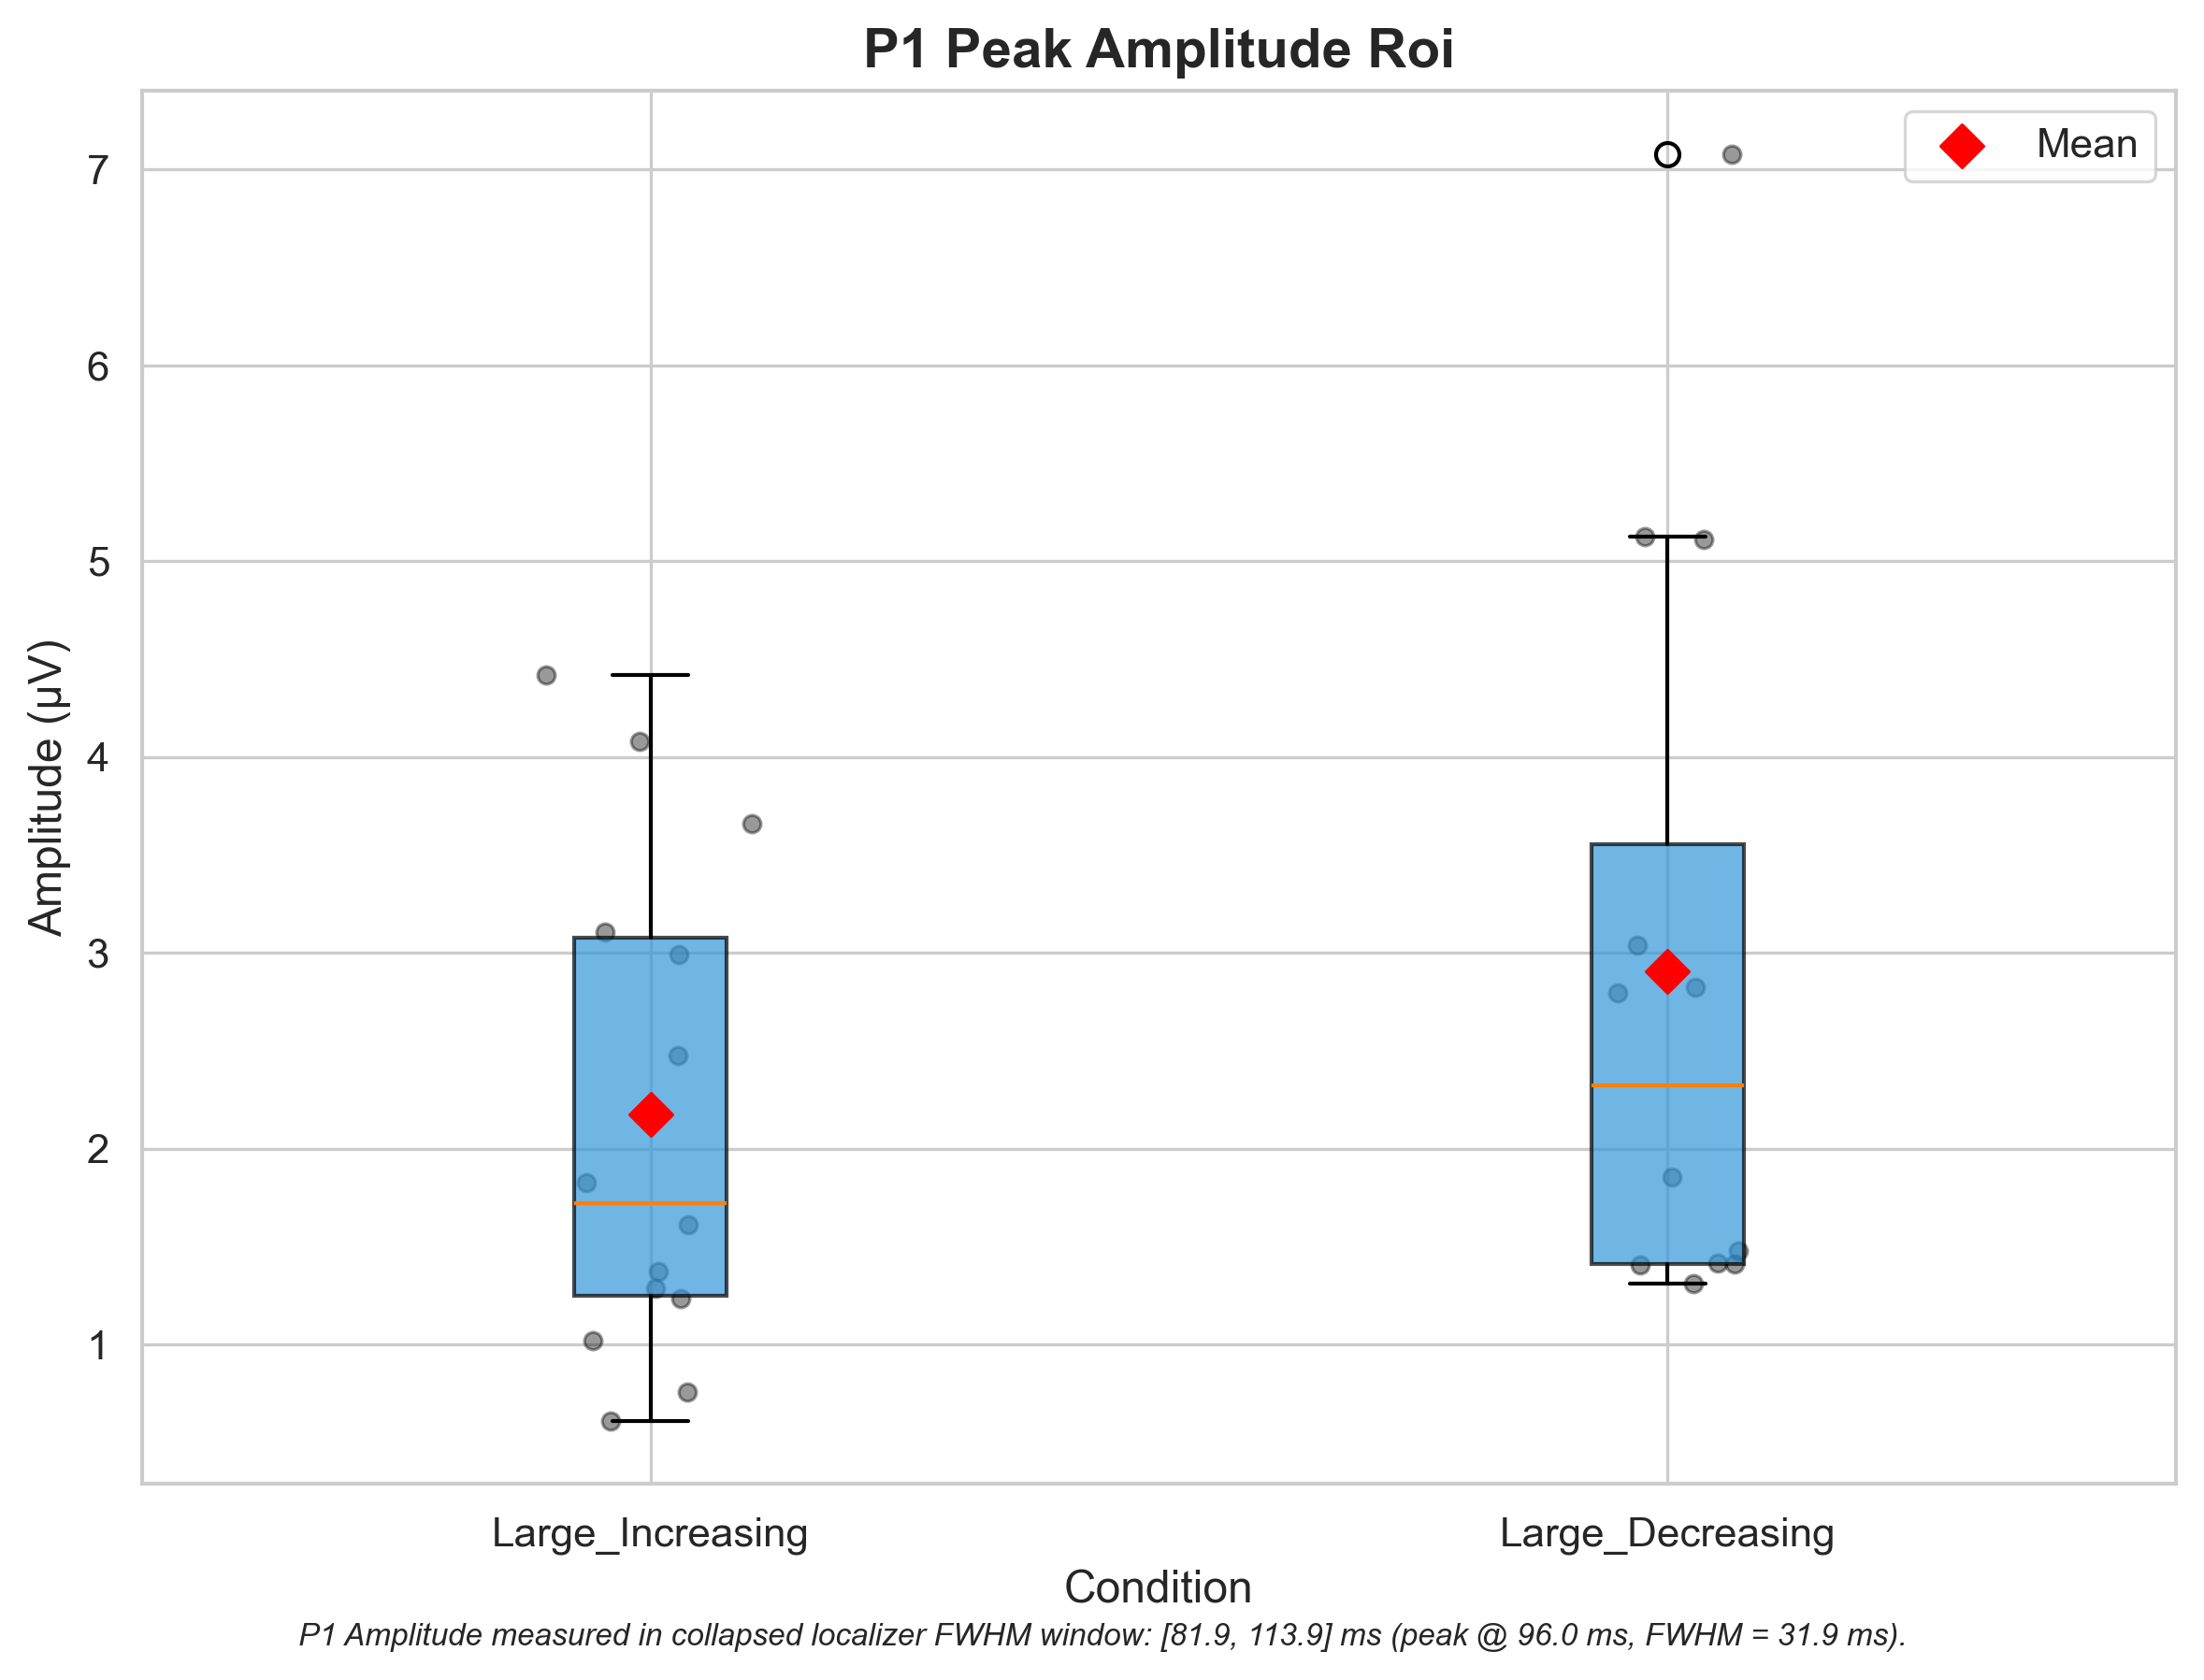 P1 Peak Amplitude Roi
Mean
7
6
5
4
3
2
1
Amplitude (μV)
Large_Increasing
Large_Decreasing
Condition
P1 Amplitude measured in collapsed localizer FWHM window: [81.9, 113.9] ms (peak @ 96.0 ms, FWHM = 31.9 ms).